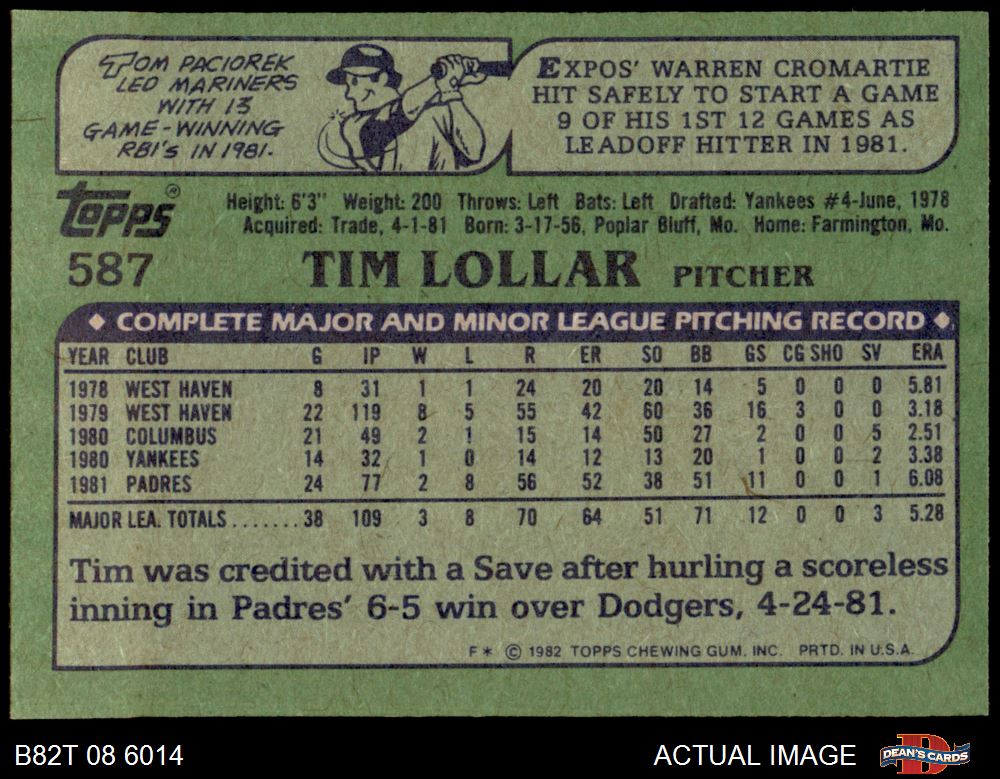 TOM PACIOREK
LED MARINERS
WITH 13
GAME-WINNING
RBI'S IN 1981.
EXPOS' WARREN CROMARTIE
HIT SAFELY TO START A GAME
9 OF HIS 1ST 12 GAMES AS
LEADOFF HITTER IN 1981.
Topps®
Height: 6'3" Weight: 200 Throws: Left Bats: Left Drafted: Yankees #4-June, 1978
Acquired: Trade, 4-1-81 Born: 3-17-56, Poplar Bluff, Mo. Home: Farmington, Mo.
587 TIM LOLLAR PITCHER
◆ COMPLETE MAJOR AND MINOR LEAGUE PITCHING RECORD ◆
YEAR CLUB G IP W L R ER SO BB GS CG SHO SV ERA
1978 WEST HAVEN 8 31 1 1 24 20 20 14 5 0 0 0 5.81
1979 WEST HAVEN 22 119 8 5 55 42 60 36 16 3 0 0 3.18
1980 COLUMBUS 21 49 2 1 15 14 50 27 2 0 0 5 2.51
1980 YANKEES 14 32 1 0 14 12 13 20 1 0 0 2 3.38
1981 PADRES 24 77 2 8 56 52 38 51 11 0 0 1 6.08
MAJOR LEA. TOTALS.......38 109 3 8 70 64 51 71 12 0 0 3 5.28
Tim was credited with a Save after hurling a scoreless
inning in Padres' 6-5 win over Dodgers, 4-24-81.
F* © 1982 TOPPS CHEWING GUM, INC. PRTD. IN U.S.A.
B82T 08 6014
ACTUAL IMAGE
DEAN'S CARDS